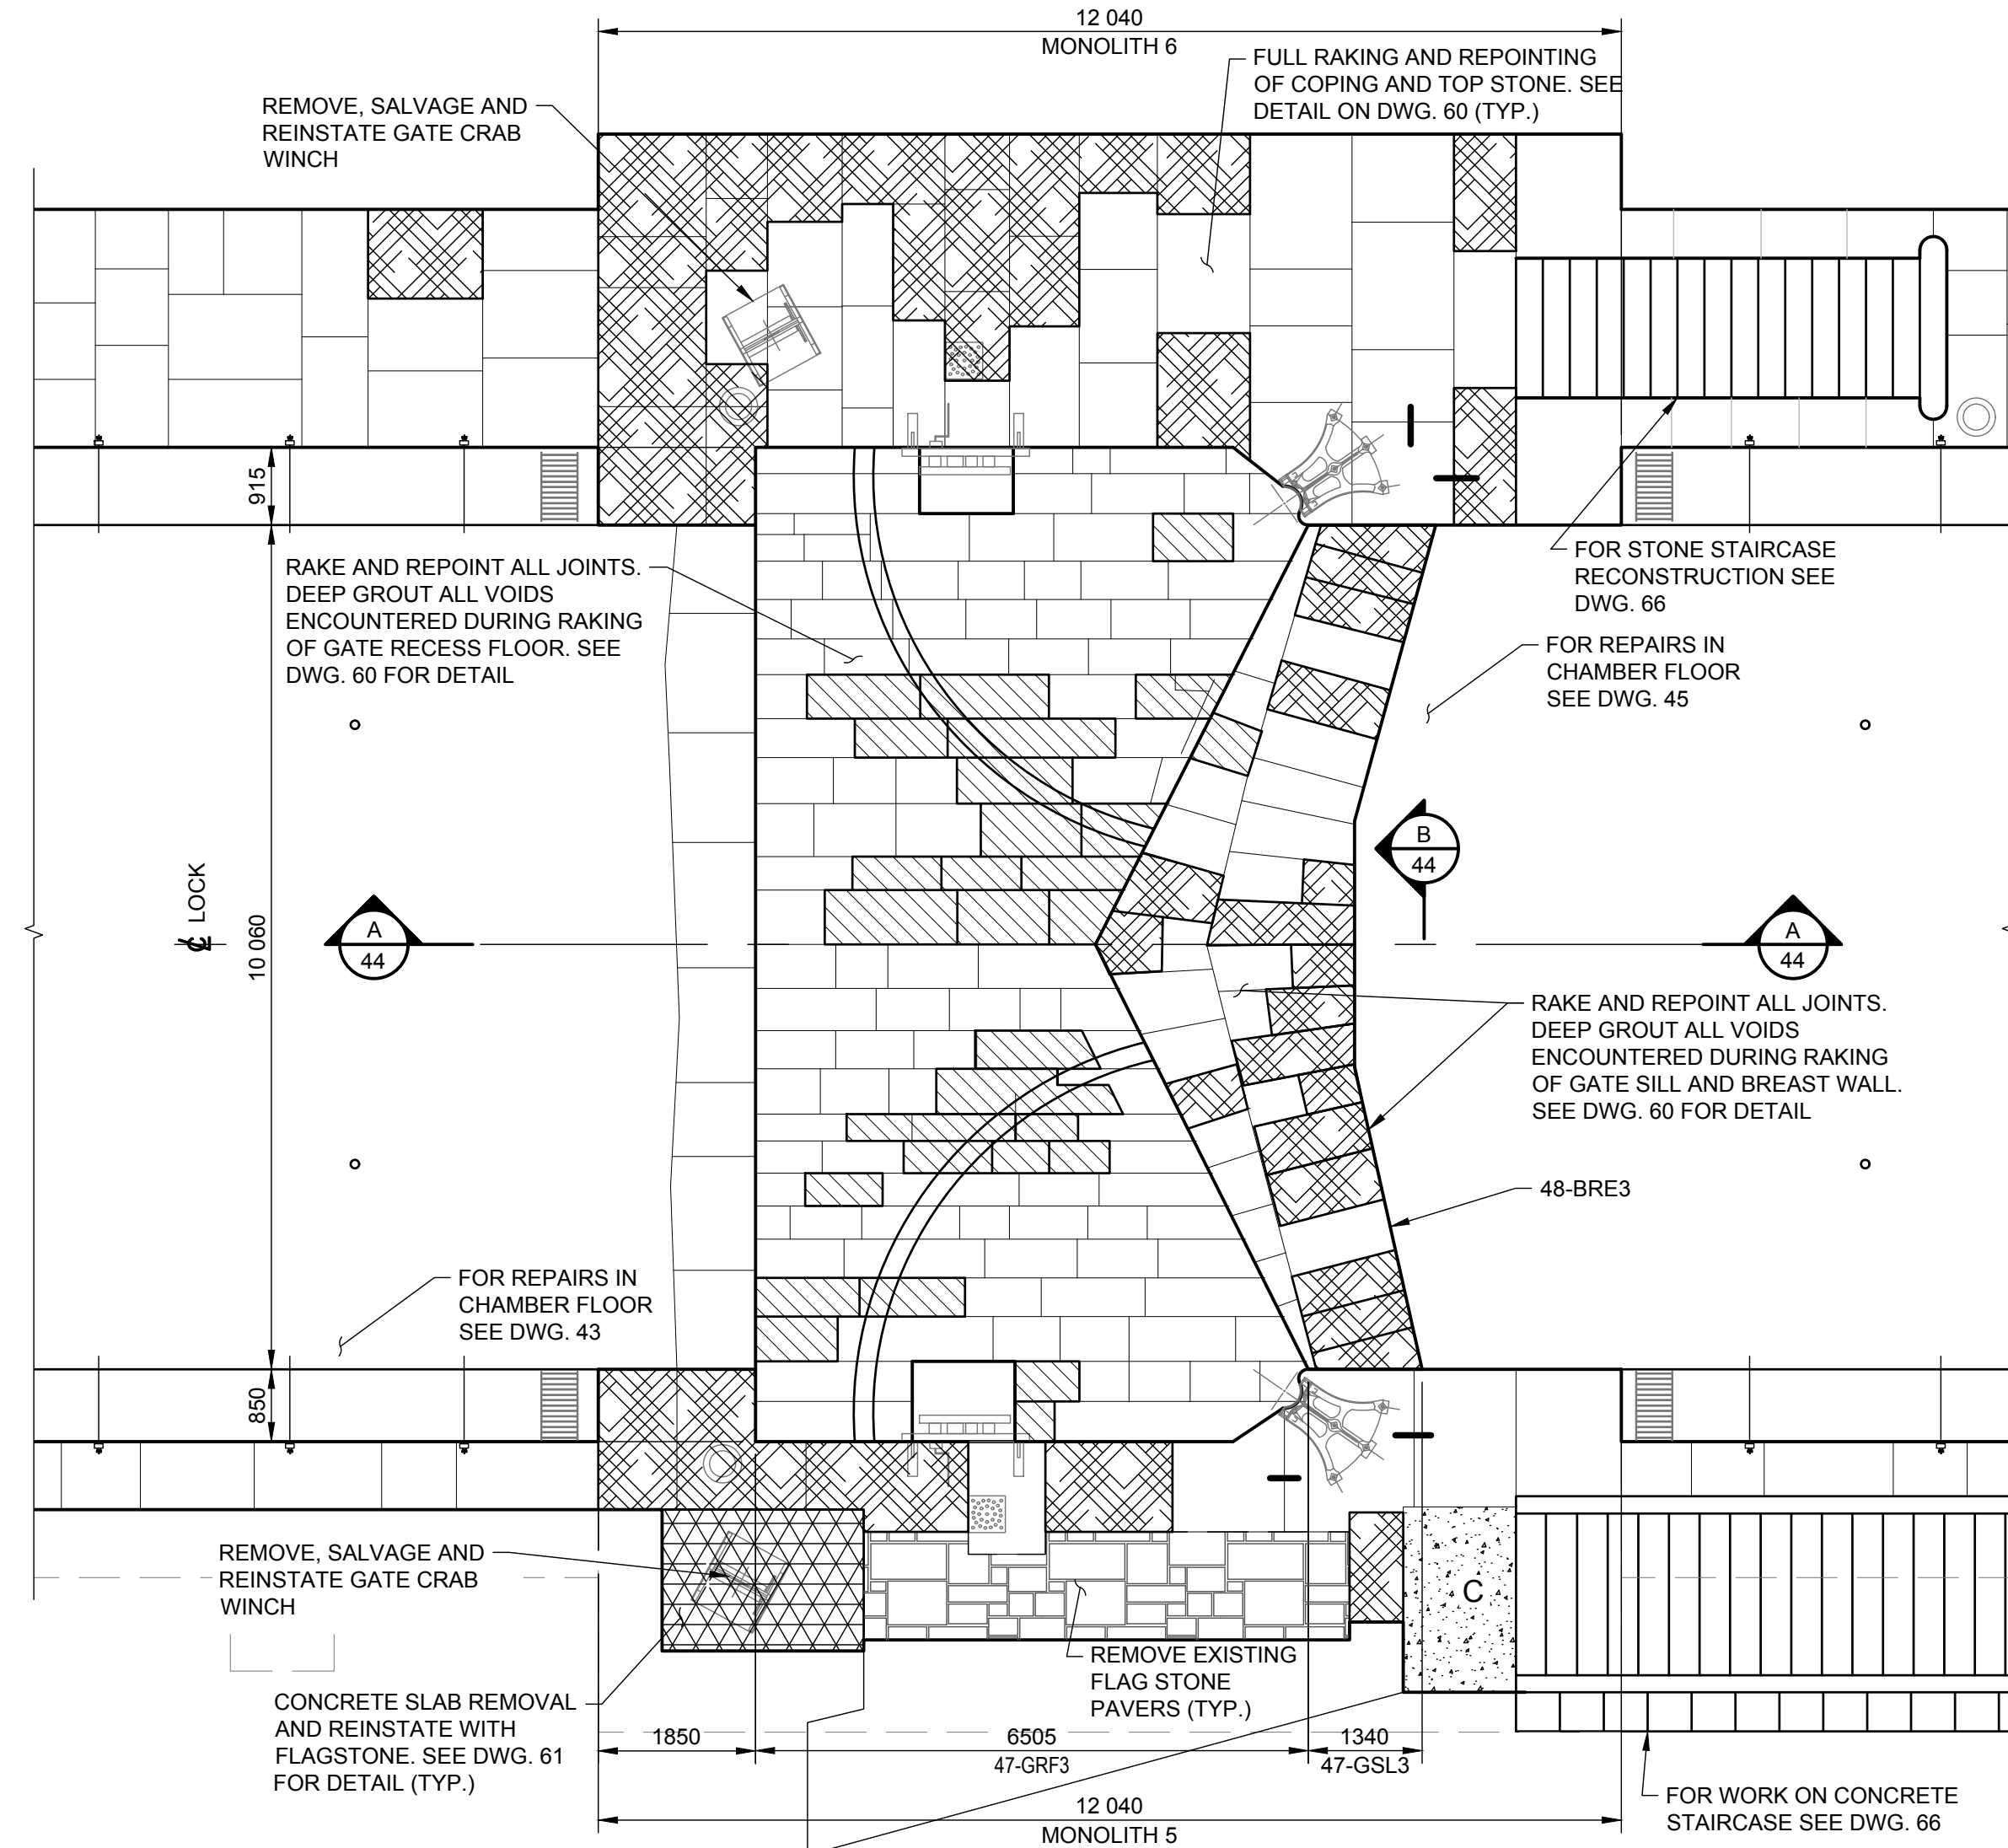 12 040
MONOLITH 6
FULL RAKING AND REPOINTING
OF COPING AND TOP STONE. SEE
DETAIL ON DWG. 60 (TYP.)
REMOVE, SALVAGE AND
REINSTATE GATE CRAB
WINCH
915
RAKE AND REPOINT ALL JOINTS.
DEEP GROUT ALL VOIDS
ENCOUNTERED DURING RAKING
OF GATE RECESS FLOOR. SEE
DWG. 60 FOR DETAIL
FOR STONE STAIRCASE
RECONSTRUCTION SEE
DWG. 66
FOR REPAIRS IN
CHAMBER FLOOR
SEE DWG. 45
B
44
℄ LOCK
10 060
A
44
A
44
RAKE AND REPOINT ALL JOINTS.
DEEP GROUT ALL VOIDS
ENCOUNTERED DURING RAKING
OF GATE SILL AND BREAST WALL.
SEE DWG. 60 FOR DETAIL
48-BRE3
FOR REPAIRS IN
CHAMBER FLOOR
SEE DWG. 43
850
REMOVE, SALVAGE AND
REINSTATE GATE CRAB
WINCH
C
REMOVE EXISTING
FLAG STONE
PAVERS (TYP.)
CONCRETE SLAB REMOVAL
AND REINSTATE WITH
FLAGSTONE. SEE DWG. 61
FOR DETAIL (TYP.)
1850
6505
47-GRF3
1340
47-GSL3
FOR WORK ON CONCRETE
STAIRCASE SEE DWG. 66
12 040
MONOLITH 5